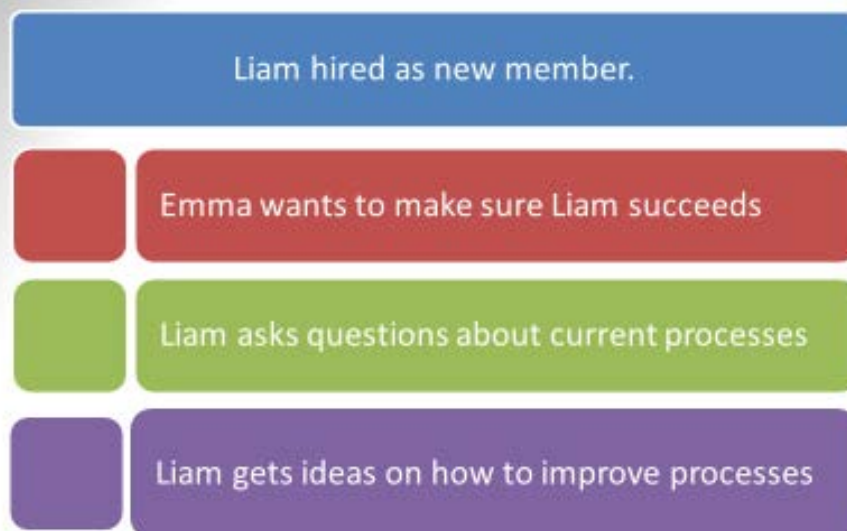 Liam hired as new member.
Emma wants to make sure Liam succeeds
Liam asks questions about current processes
Liam gets ideas on how to improve processes